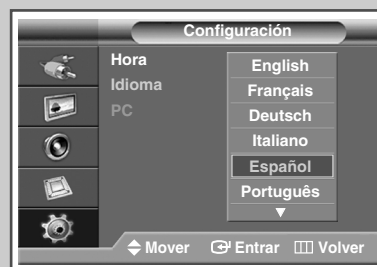 Configuración
Hora
Idioma
PC
English
Français
Deutsch
Italiano
Español
Português
Mover Entrar Volver